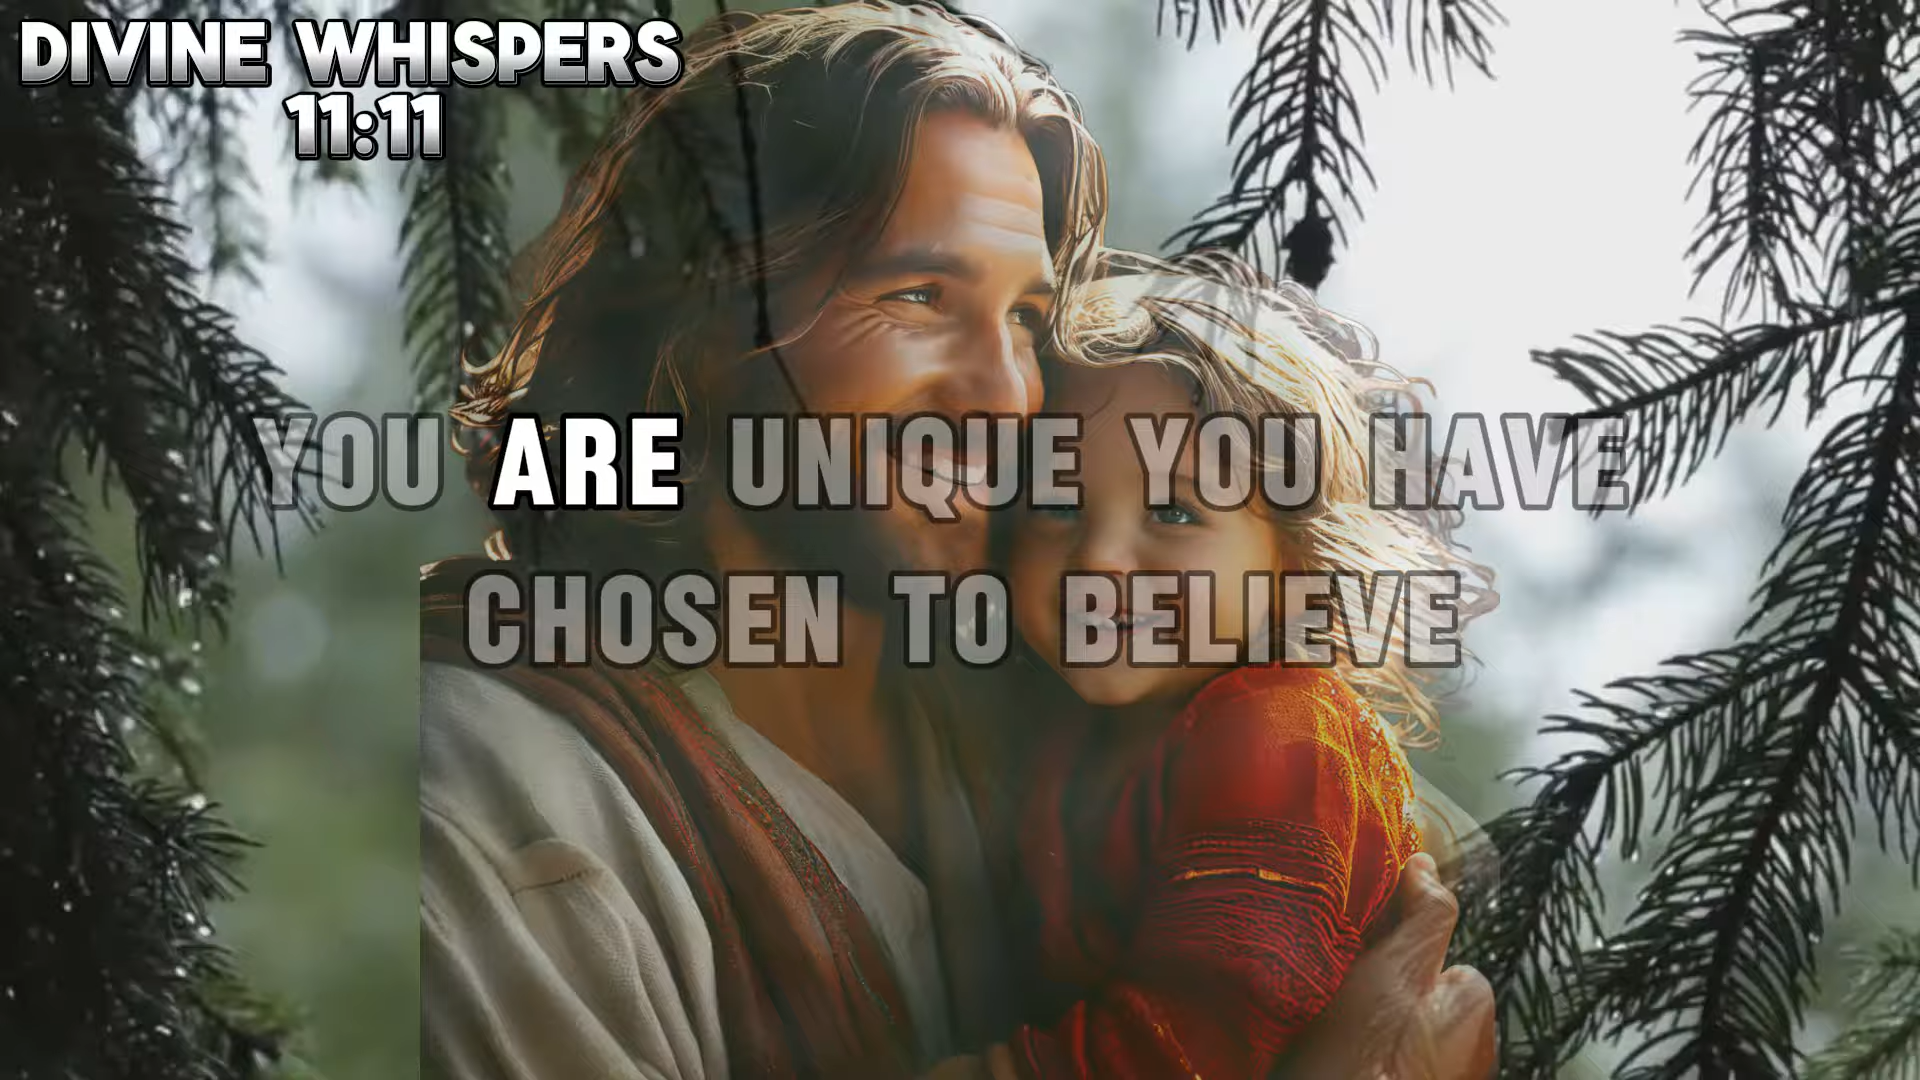 DIVINE WHISPERS
11:11
YOU ARE UNIQUE YOU HAVE
CHOSEN TO BELIEVE